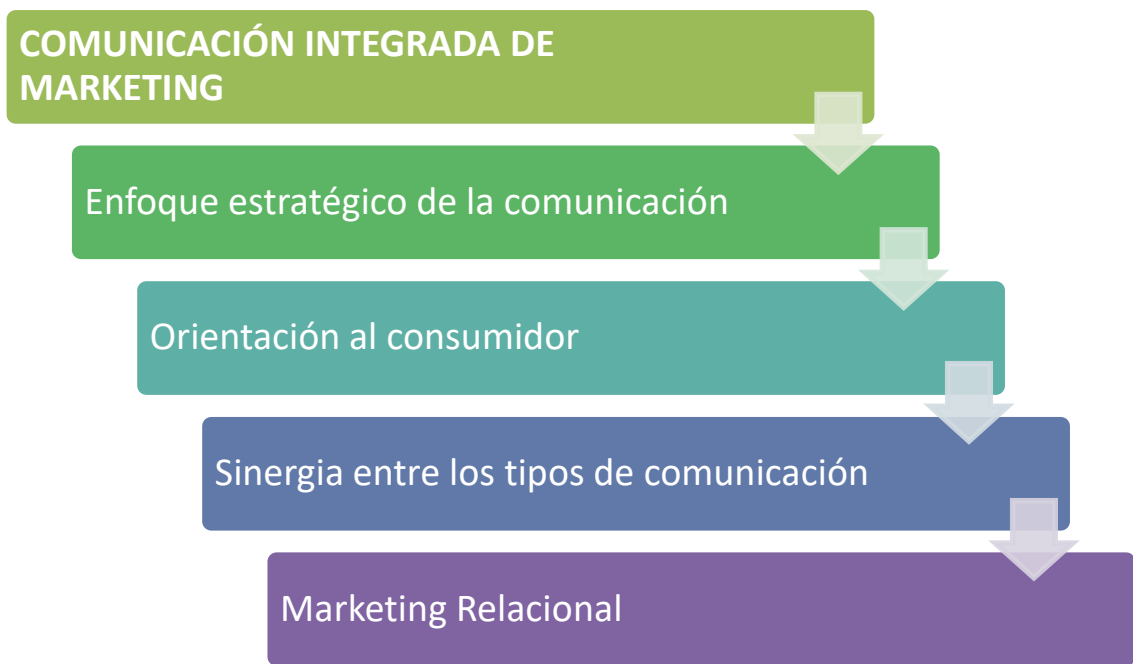 COMUNICACIÓN INTEGRADA DE
MARKETING
Enfoque estratégico de la comunicación
Orientación al consumidor
Sinergia entre los tipos de comunicación
Marketing Relacional